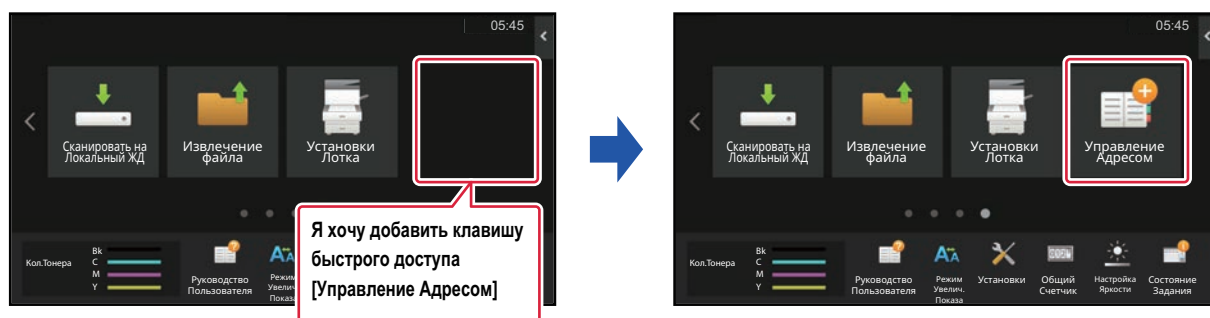 05:45
Сканировать на
Локальный ЖД
Извлечение
файла
Установки
Лотка
Я хочу добавить клавишу
быстрого доступа
[Управление Адресом]
Кол.Тонера
Bk
C
M
Y
Руководство
Пользователя
Режим
Увелич.
Показа
05:45
Сканировать на
Локальный ЖД
Извлечение
файла
Установки
Лотка
Управление
Адресом
Кол.Тонера
Bk
C
M
Y
Руководство
Пользователя
Режим
Увелич.
Показа
Установки
Общий
Счетчик
Настройка
Яркости
Состояние
Задания